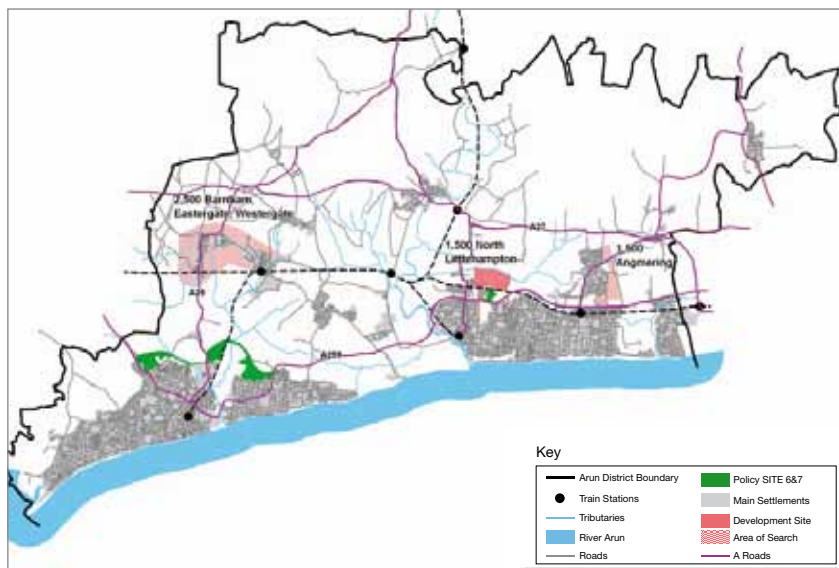 2,500 Barnham,
Eastergate, Westergate
1,500 North
Littlehampton
A27
1,500
Angmering
A29
A259
Key
Arun District Boundary
Train Stations
Tributaries
River Arun
Roads
Policy SITE 6&7
Main Settlements
Development Site
Area of Search
A Roads